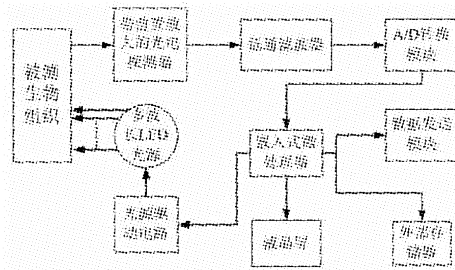 被测
生物
组织
带前置放
大的光电
探测器
低通滤波器
A/D转换
模块
多波
长LED
光源
嵌入式微
处理器
数据发送
模块
光源驱
动电路
液晶屏
外部存
储器